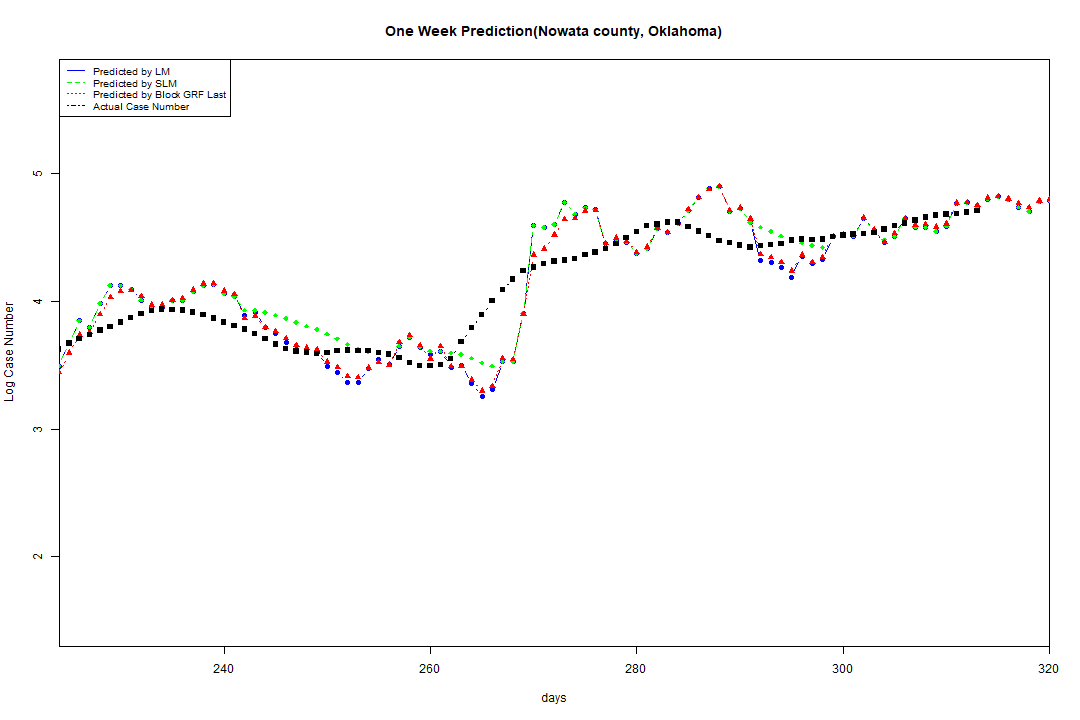 One Week Prediction(Nowata county, Oklahoma)
Predicted by LM
Predicted by SLM
Predicted by Block GRF Last
Actual Case Number
5
4
3
2
Log Case Number
240 260 280 300 320
days